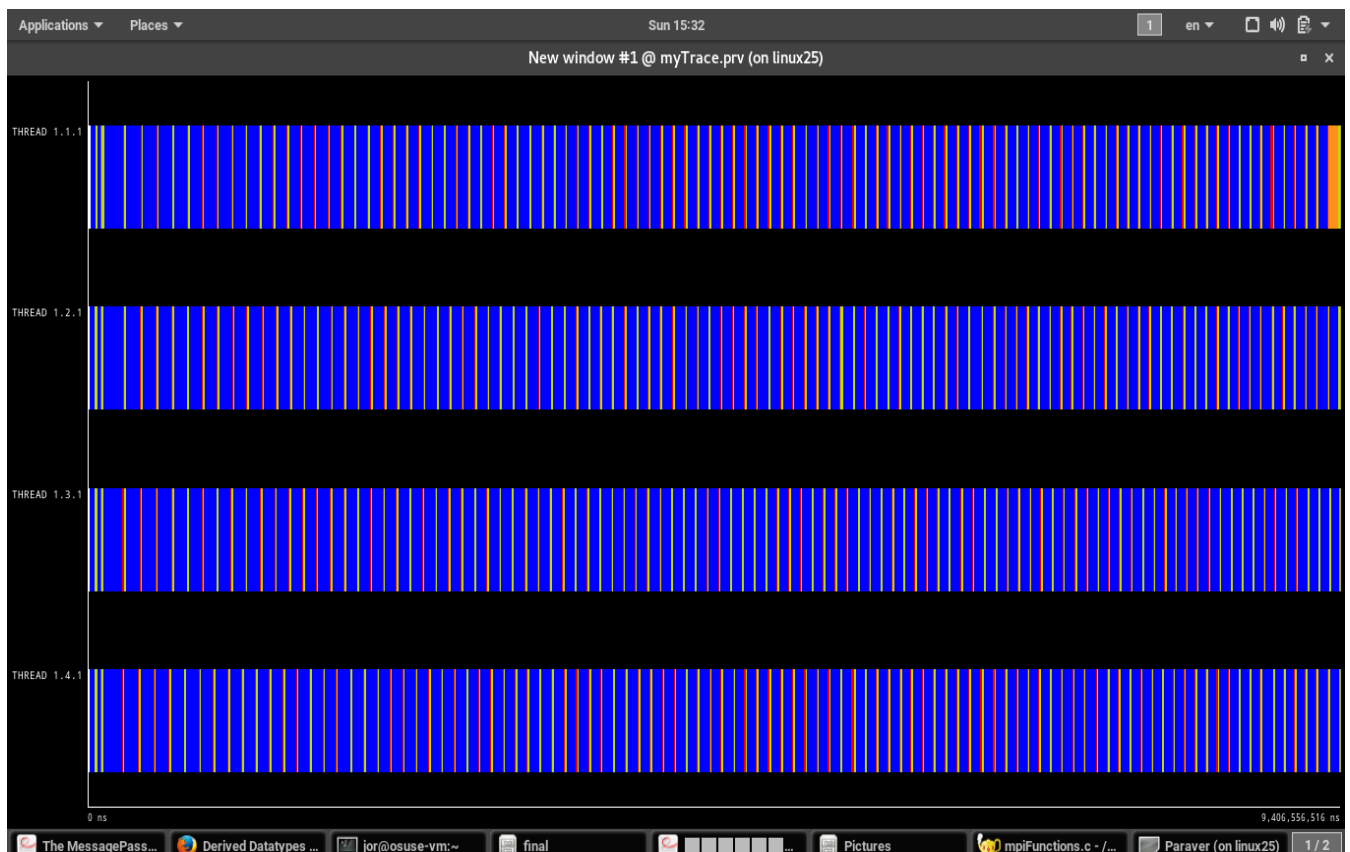 Applications Places Sun 15:32 1 en
New window #1 @ myTrace.prv (on linux25)
THREAD 1.1.1
THREAD 1.2.1
THREAD 1.3.1
THREAD 1.4.1
0 ns 9,406,556,516 ns
The MessagePass... Derived Datatypes ... jor@osuse-vm:~ final ... Pictures mpiFunctions.c - /... Paraver (on linux25) 1 / 2